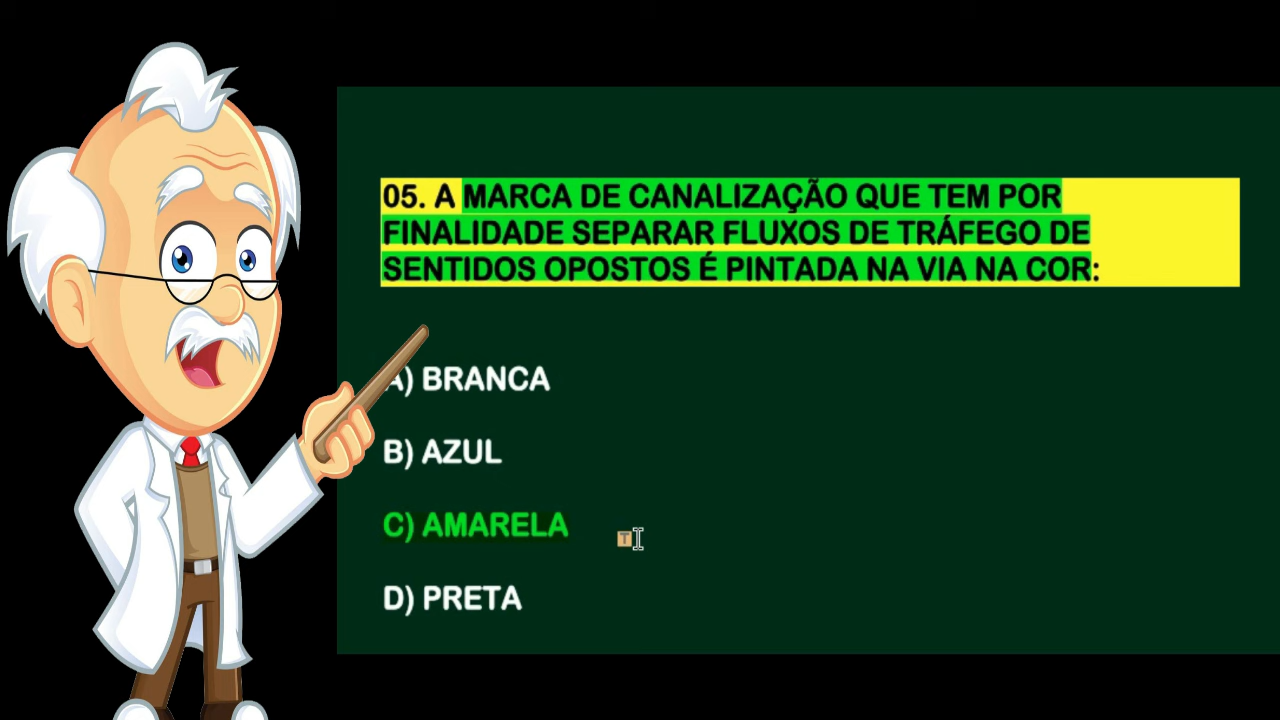 05. A MARCA DE CANALIZAÇÃO QUE TEM POR
FINALIDADE SEPARAR FLUXOS DE TRÁFEGO DE
SENTIDOS OPOSTOS É PINTADA NA VIA NA COR:
A) BRANCA
B) AZUL
C) AMARELA
T
D) PRETA